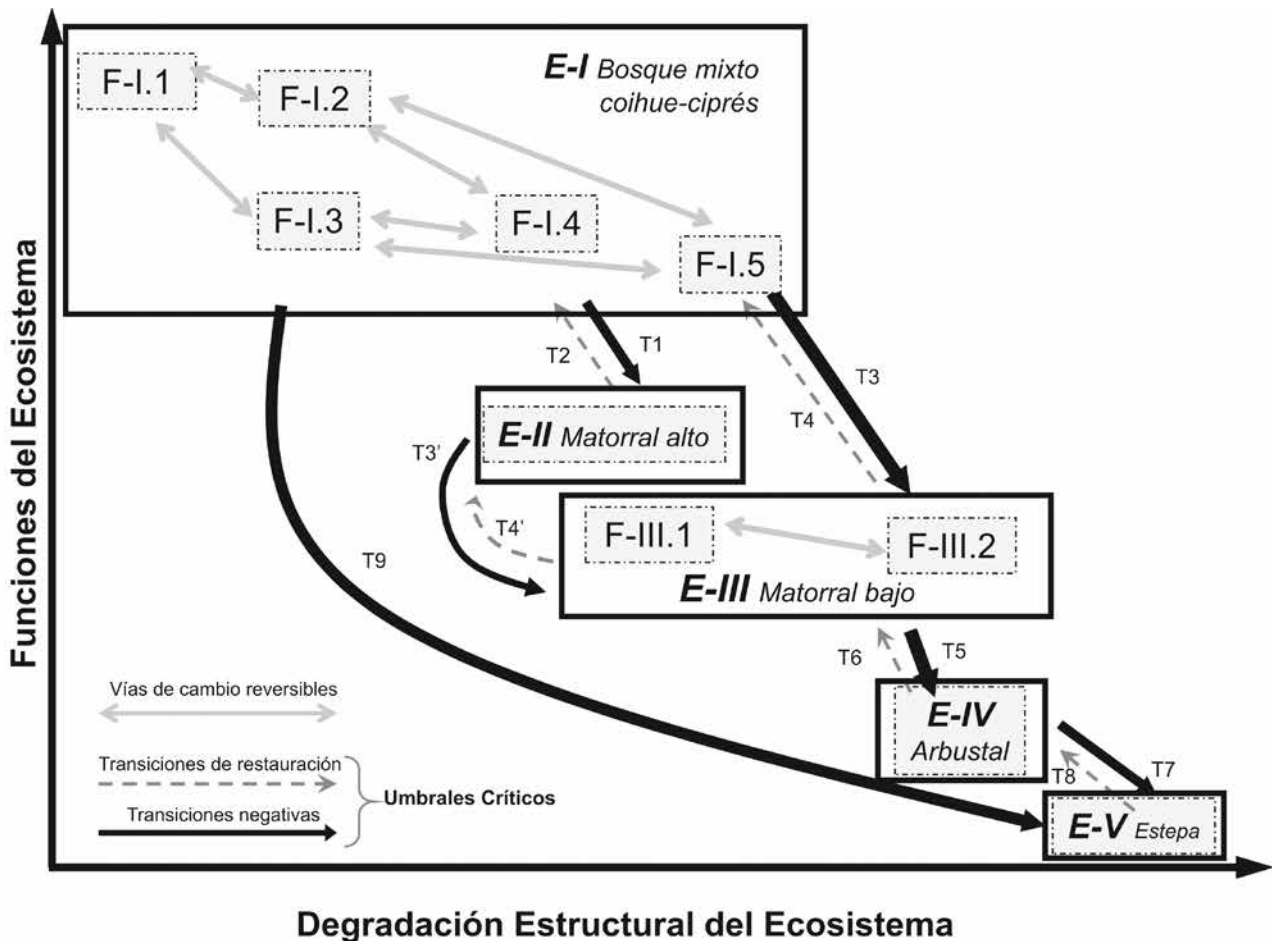 Funciones del Ecosistema
E-I Bosque mixto
coihue-ciprés
F-I.1
F-I.2
F-I.3
F-I.4
F-I.5
T2
T1
T3
T4
E-II Matorral alto
T3'
T4'
F-III.1
F-III.2
E-III Matorral bajo
T9
T6
T5
E-IV
Arbustal
T8
T7
E-V Estepa
Vías de cambio reversibles
Transiciones de restauración
Umbrales Críticos
Transiciones negativas
Degradación Estructural del Ecosistema